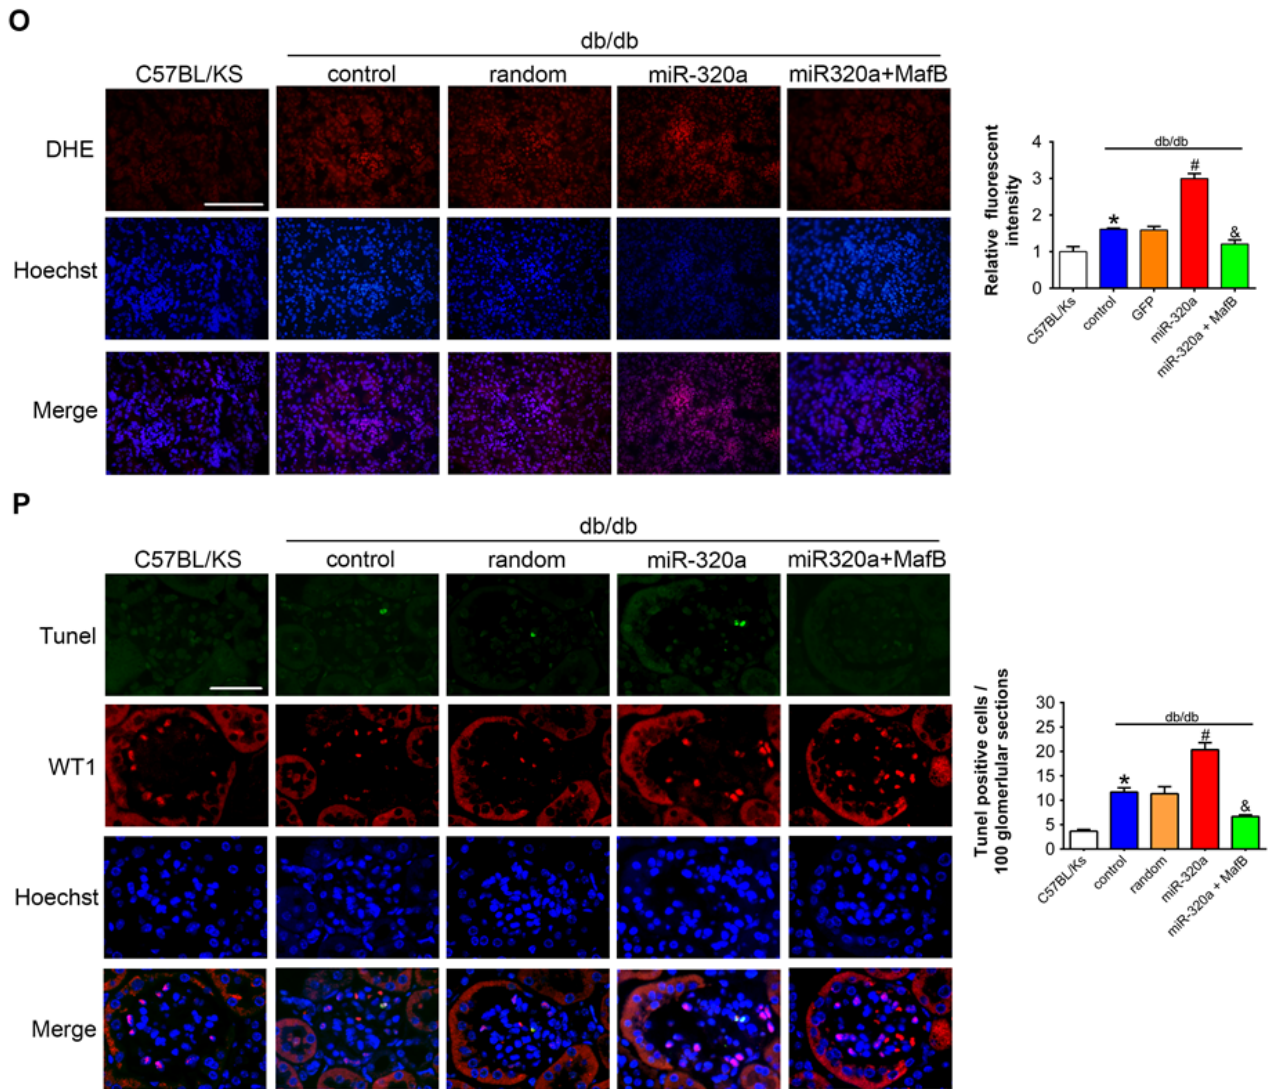 O
db/db
C57BL/KS control random miR-320a miR320a+MafB
DHE
Hoechst
Merge
Relative fluorescent
intensity
4
3
2
1
0
db/db
*
#
&
C57BL/Ks
control
GFP
miR-320a
miR-320a + MafB
P
db/db
C57BL/KS control random miR-320a miR320a+MafB
Tunel
WT1
Hoechst
Merge
Tunel positive cells /
100 glomerlular sections
30
25
20
15
10
5
0
db/db
*
#
&
C57BL/Ks
control
random
miR-320a
miR-320a + MafB